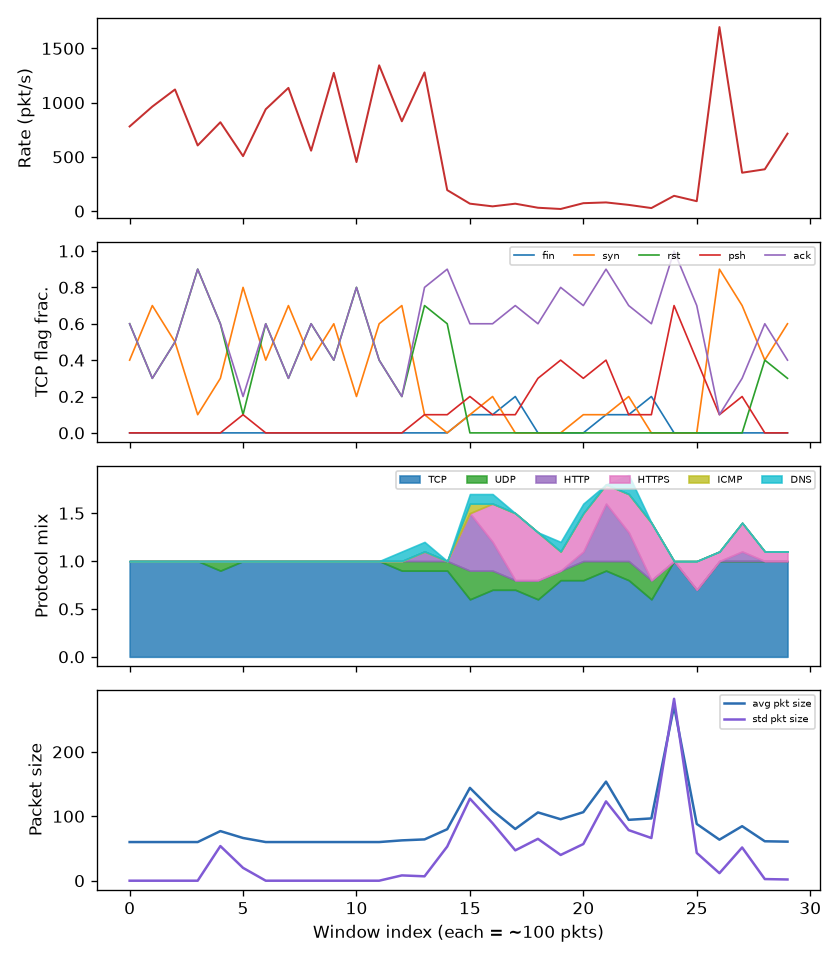 1500
1000
500
0
Rate (pkt/s)
1.0
0.8
0.6
0.4
0.2
0.0
TCP flag frac.
fin syn rst psh ack
1.5
1.0
0.5
0.0
Protocol mix
TCP UDP HTTP HTTPS ICMP DNS
200
100
0
Packet size
avg pkt size
std pkt size
0 5 10 15 20 25 30
Window index (each = ~100 pkts)